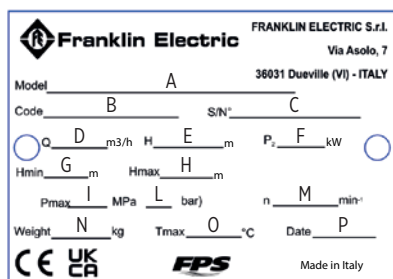 Franklin Electric
FRANKLIN ELECTRIC S.r.l.
Via Asolo, 7
36031 Dueville (VI) - ITALY
Model A
Code B S/N° C
Q D m3/h H E m P2 F kW
Hmin G m Hmax H m
Pmax I MPa L bar) n M min-¹
Weight N kg Tmax O °C Date P
CE UK CA FPS Made in Italy